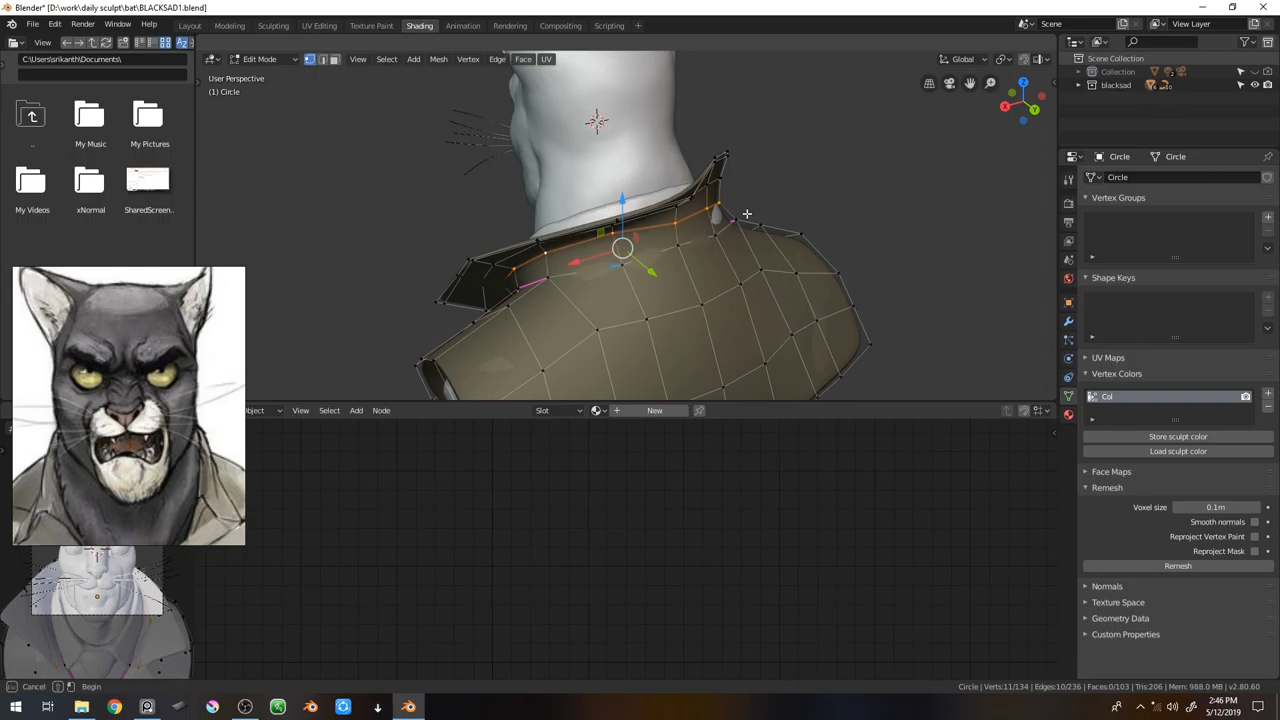 Blender* [D:\work\daily sculpt\bat\BLACKSAD1.blend]
File Edit Render Window Help
Layout Modeling Sculpting UV Editing Texture Paint Shading Animation Rendering Compositing Scripting
Scene
View Layer
View
C:\Users\srikanth\Documents\
..
My Music
My Pictures
My Videos
xNormal
SharedScreen..
Edit Mode
View Select Add Mesh Vertex Edge Face UV
Global
User Perspective
(1) Circle
Z
X
Y
Scene Collection
Collection
2
blacksad
6
10
Circle
Circle
Circle
Vertex Groups
Shape Keys
UV Maps
Vertex Colors
Col
Store sculpt color
Load sculpt color
Face Maps
Remesh
Voxel size 0.1m
Smooth normals
Reproject Vertex Paint
Reproject Mask
Remesh
Normals
Texture Space
Geometry Data
Custom Properties
View Select Add Node
Slot
New
Cancel
Begin
Circle | Verts:11/134 | Edges:10/236 | Faces:0/103 | Tris:206 | Mem: 988.0 MB | v2.80.60
2:46 PM
5/12/2019